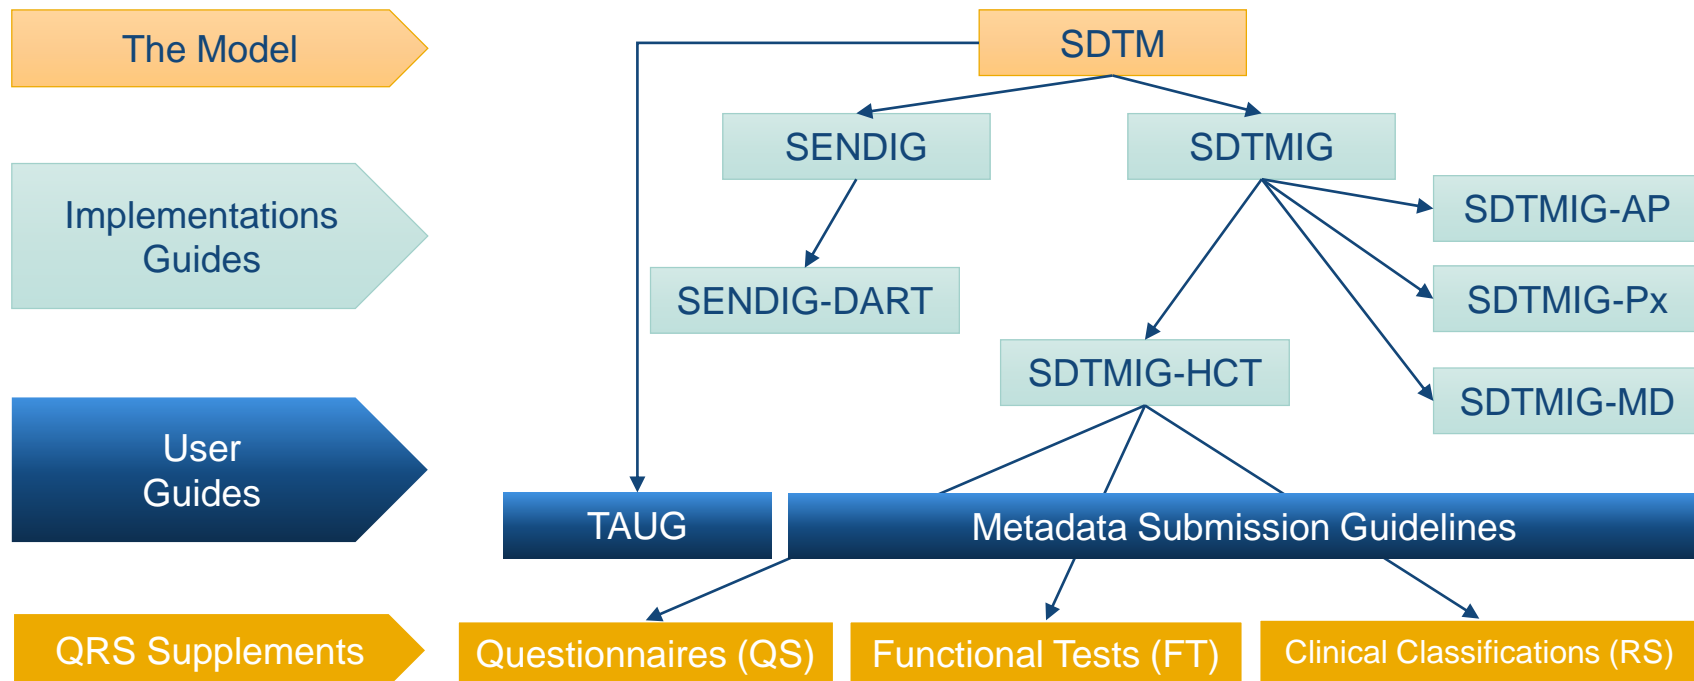 The Model
SDTM
SENDIG
SDTMIG
Implementations
Guides
SDTMIG-AP
SENDIG-DART
SDTMIG-Px
SDTMIG-HCT
SDTMIG-MD
User
Guides
TAUG
Metadata Submission Guidelines
QRS Supplements
Questionnaires (QS)
Functional Tests (FT)
Clinical Classifications (RS)